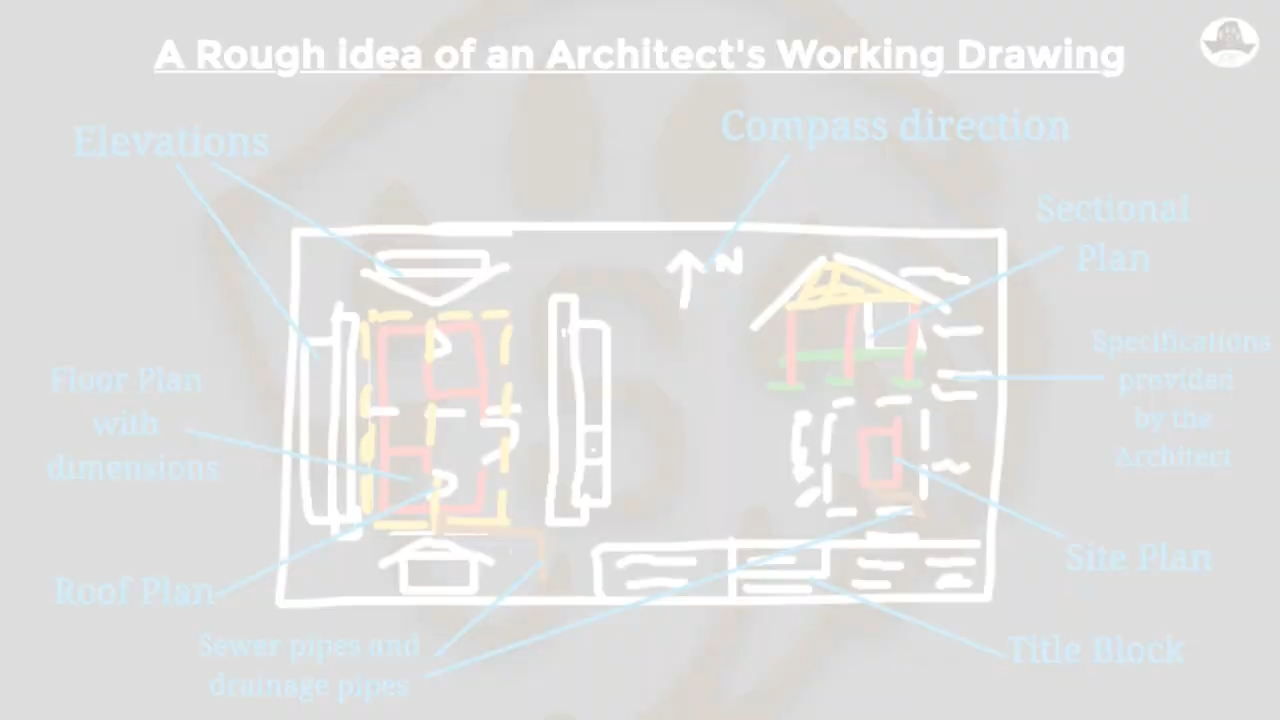 A Rough idea of an Architect's Working Drawing
Elevations
Compass direction
Sectional
Plan
N
Specifications
provided
by the
Architect
Floor Plan
with
dimensions
Site Plan
Roof Plan
Sewer pipes and
drainage pipes
Title Block